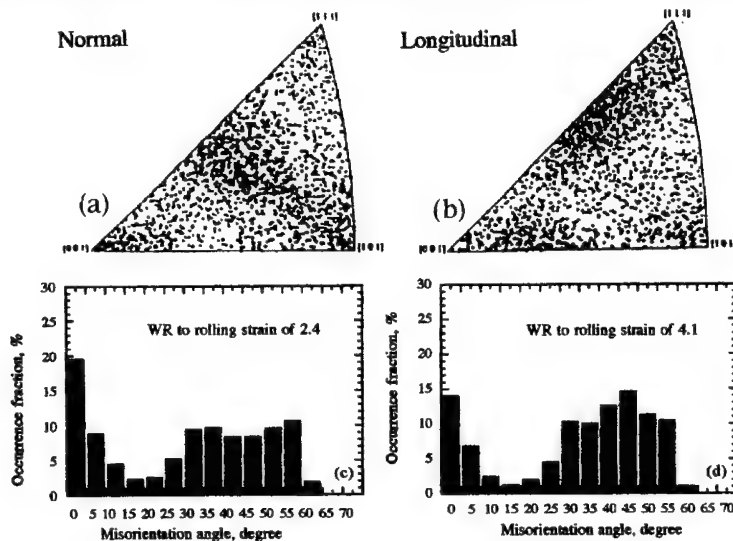 Normal
Longitudinal
(a)
(b)
[001]
[101]
[001]
30
25
20
15
10
5
0
Occurrence fraction, %
WR to rolling strain of 2.4
(c)
0 5 10 15 20 25 30 35 40 45 50 55 60 65 70
Misorientation angle, degree
30
25
20
15
10
5
0
Occurrence fraction, %
WR to rolling strain of 4.1
(d)
0 5 10 15 20 25 30 35 40 45 50 55 60 65 70
Misorientation angle, degree